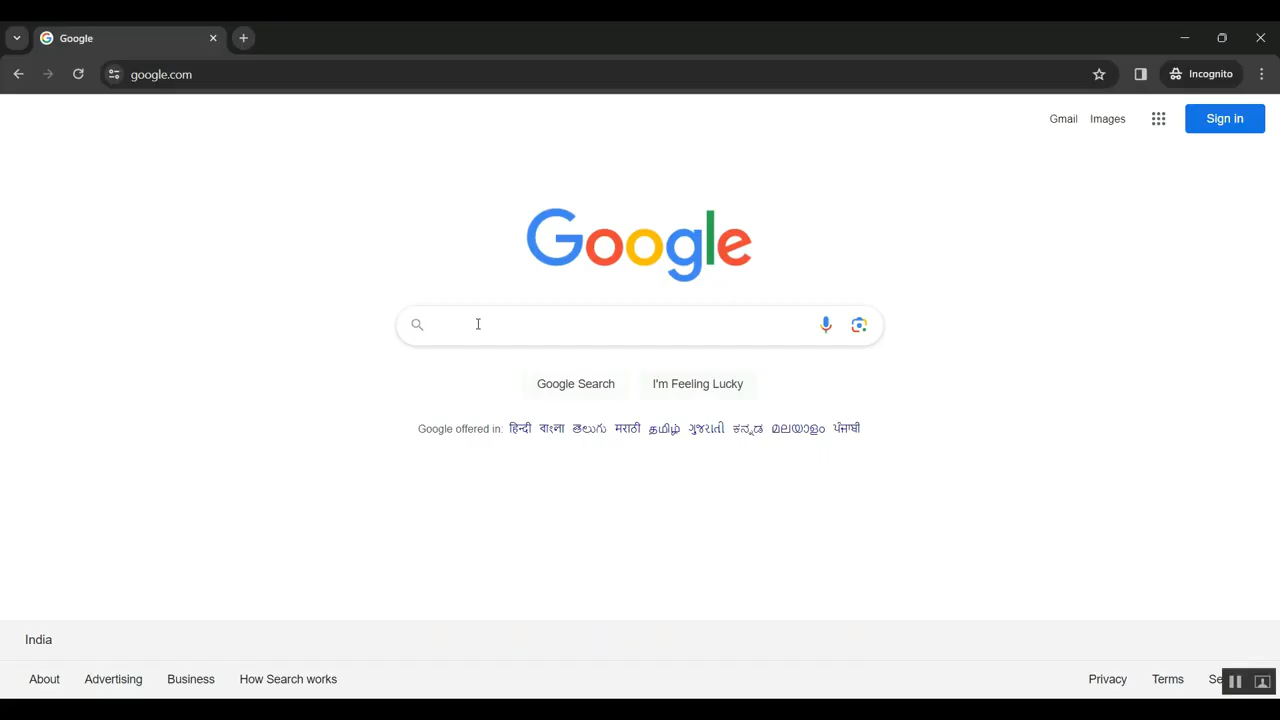 Google
google.com
Incognito
Gmail Images Sign in
Google
Google Search I'm Feeling Lucky
Google offered in: हिन्दी বাংলা తెలుగు मराठी தமிழ் ગુજરાતી ಕನ್ನಡ മലയാളം ਪੰਜਾਬੀ
India
About Advertising Business How Search works Privacy Terms Se